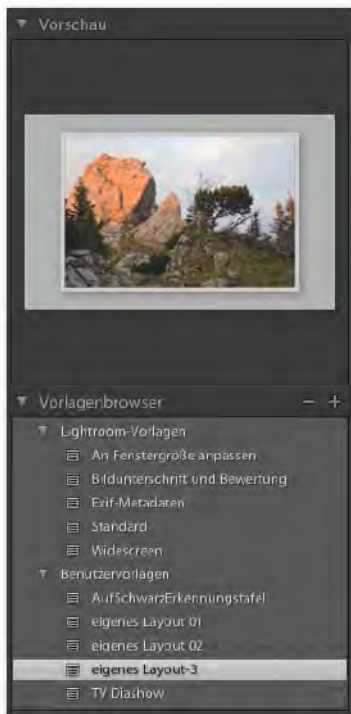 Vorschau
Vorlagenbrowser − +
Lightroom-Vorlagen
An Fenstergröße anpassen
Bildunterschrift und Bewertung
Exif-Metadaten
Standard
Widescreen
Benutzervorlagen
AufSchwarzErkennungstafel
eigenes Layout 01
eigenes Layout 02
eigenes Layout-3
TV Diashow